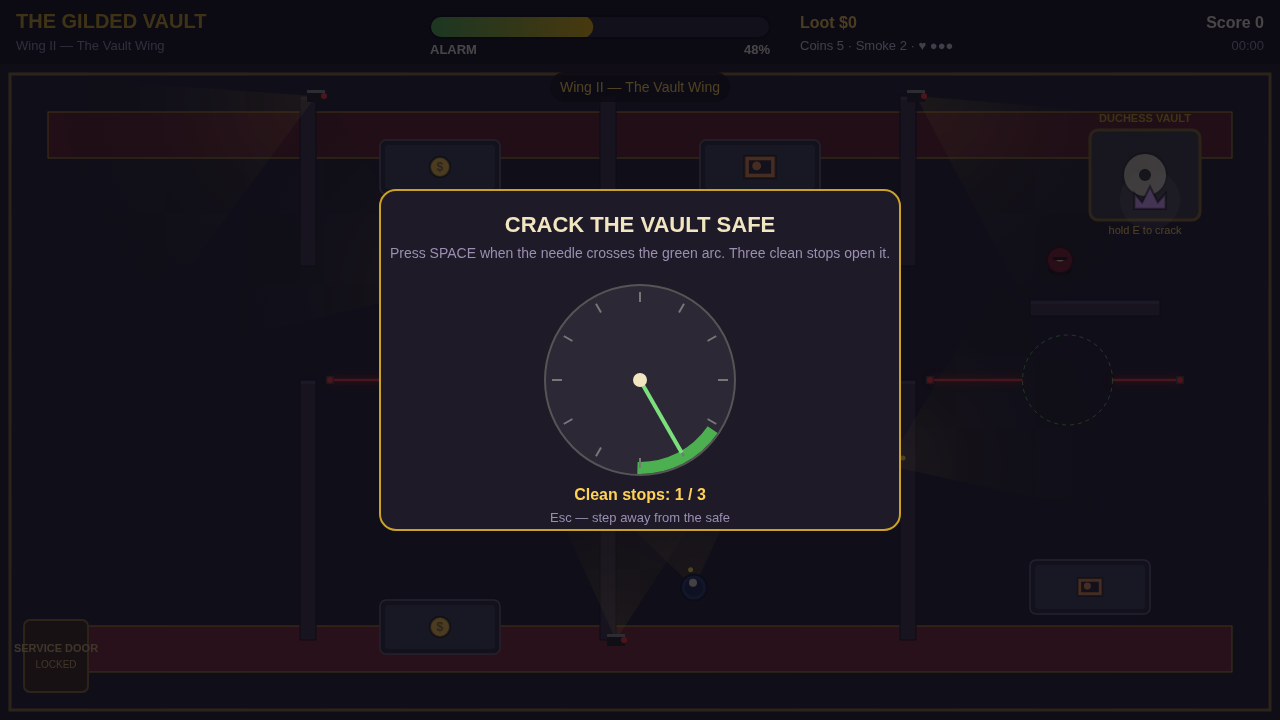 THE GILDED VAULT
Wing II — The Vault Wing
ALARM
48%
Loot $0
Coins 5 · Smoke 2 · ♥ ●●●
Score 0
00:00
Wing II — The Vault Wing
DUCHESS VAULT
$
hold E to crack
CRACK THE VAULT SAFE
Press SPACE when the needle crosses the green arc. Three clean stops open it.
Clean stops: 1 / 3
Esc — step away from the safe
$
SERVICE DOOR
LOCKED